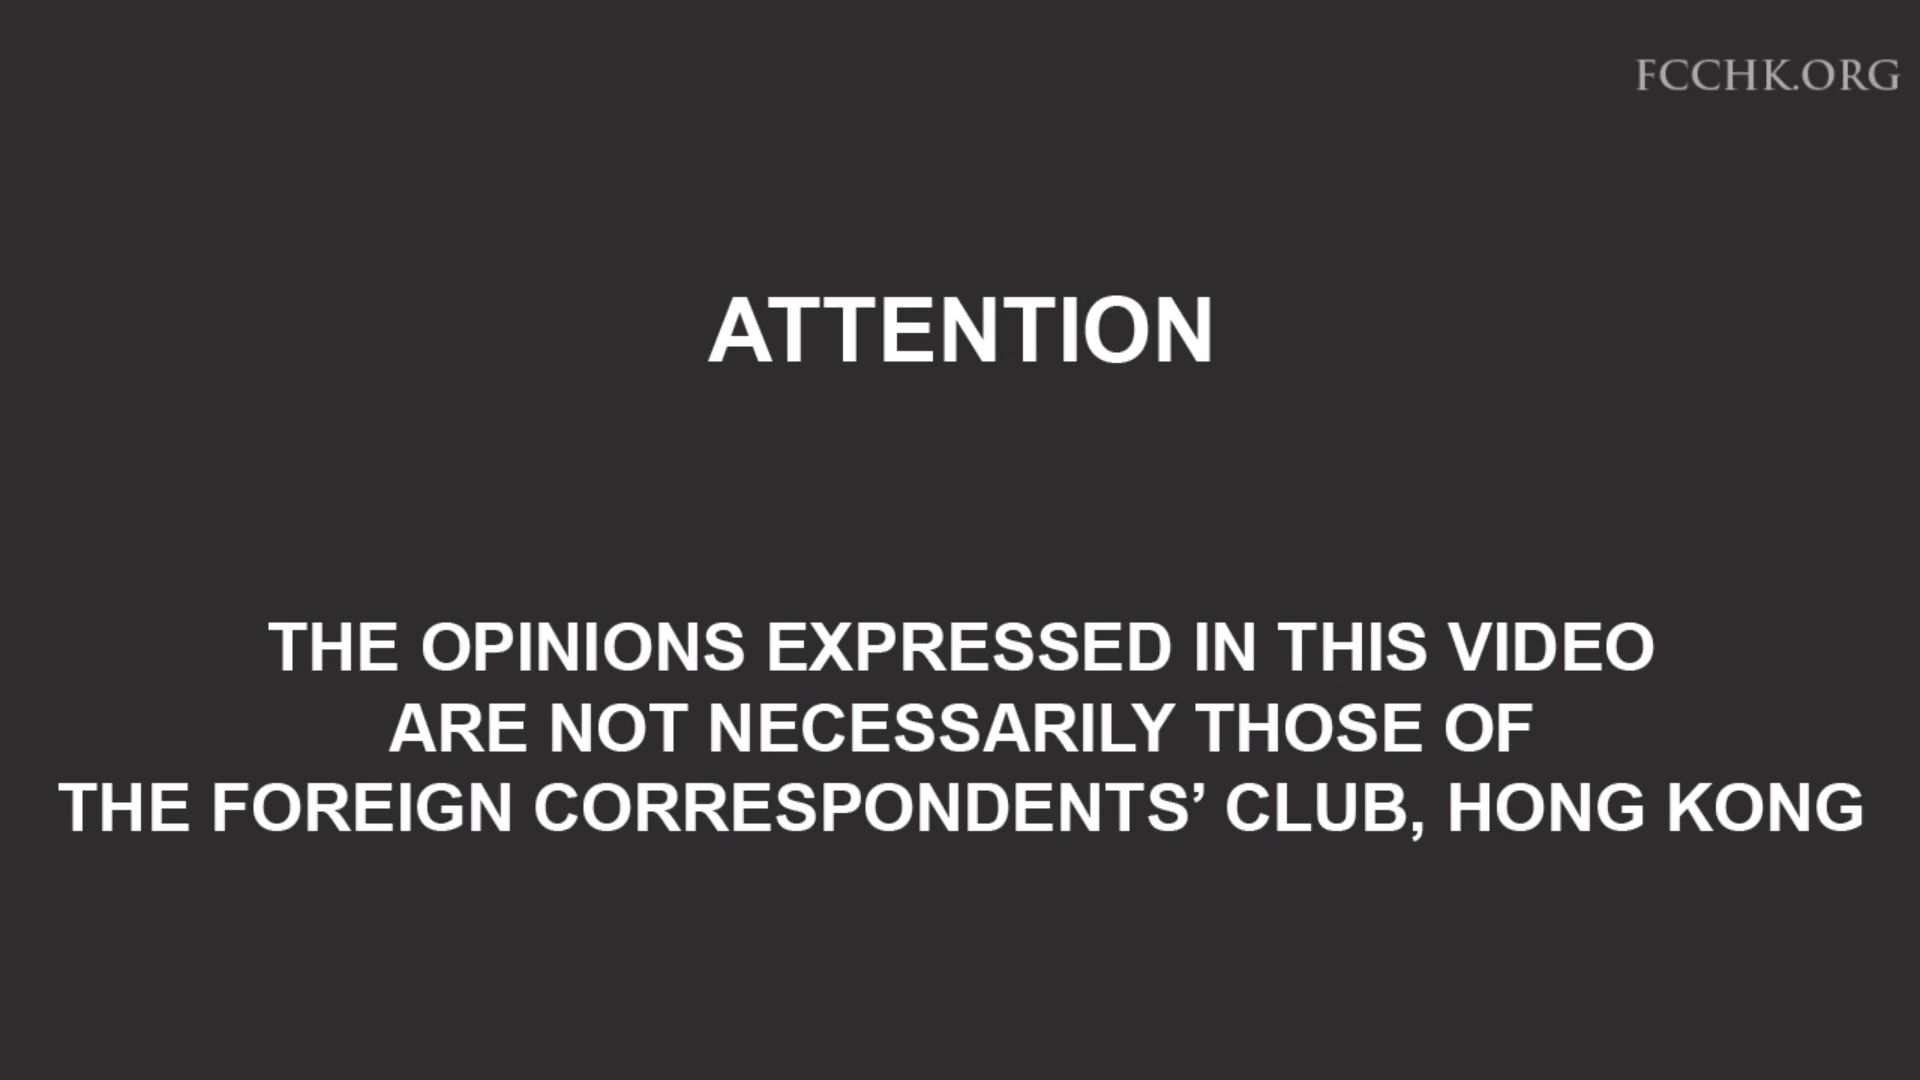 FCCHK.ORG
ATTENTION
THE OPINIONS EXPRESSED IN THIS VIDEO
ARE NOT NECESSARILY THOSE OF
THE FOREIGN CORRESPONDENTS’ CLUB, HONG KONG